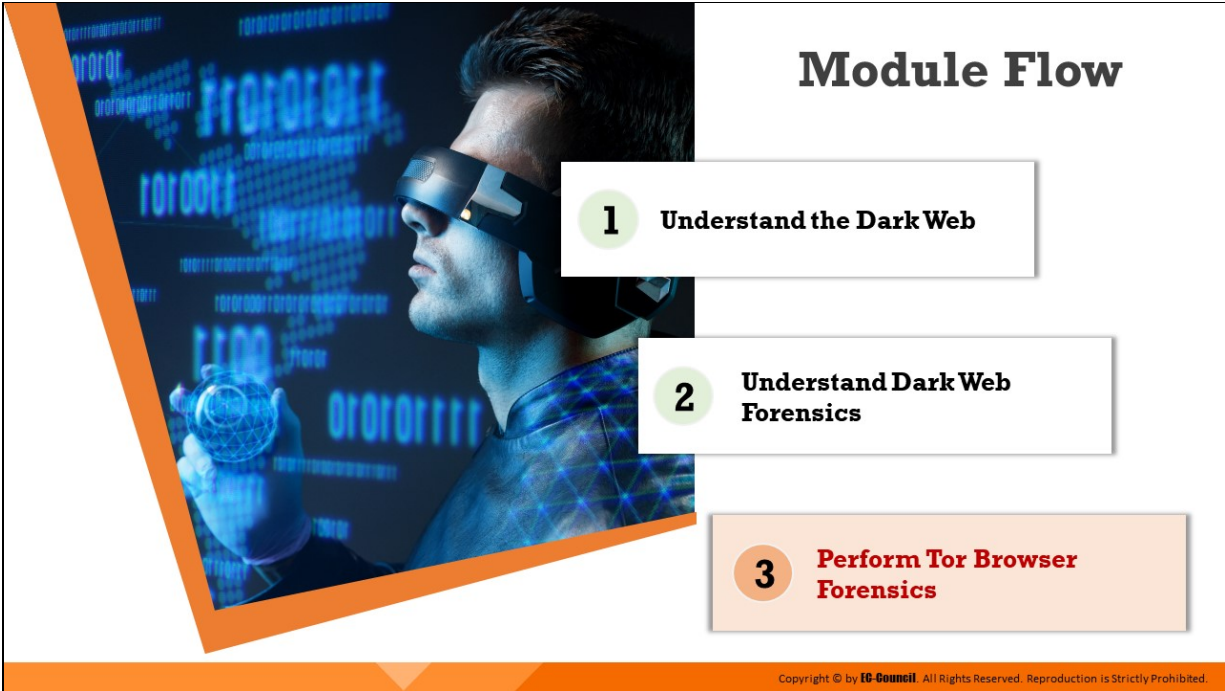 Module Flow
1 Understand the Dark Web
2 Understand Dark Web
Forensics
3 Perform Tor Browser
Forensics
Copyright © by EC-Council. All Rights Reserved. Reproduction is Strictly Prohibited.